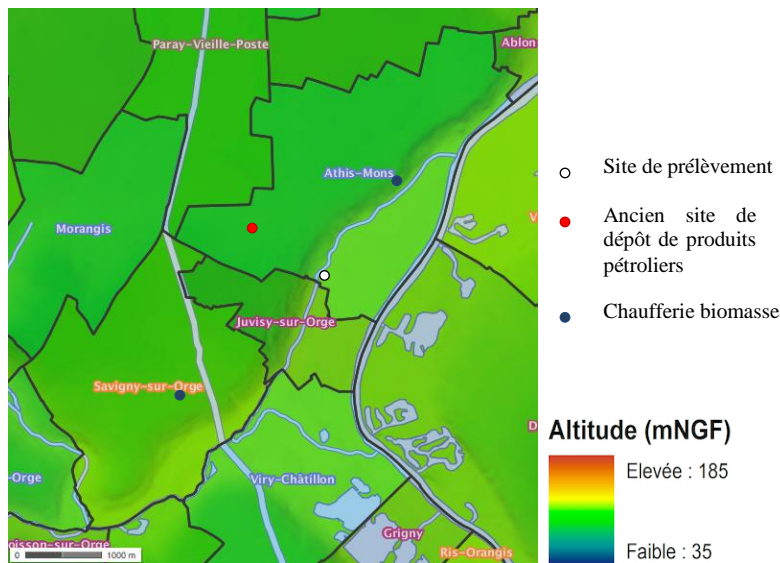 Paray-Vieille-Poste
Ablon
Athis-Mons
Morangis
Juvisy-sur-Orge
Savigny-sur-Orge
-Orge
Viry-Châtillon
Grigny
Ris-Orangis
0 1000 m
Site de prélèvement
Ancien site de
dépôt de produits
pétroliers
Chaufferie biomasse
Altitude (mNGF)
Elevée : 185
Faible : 35